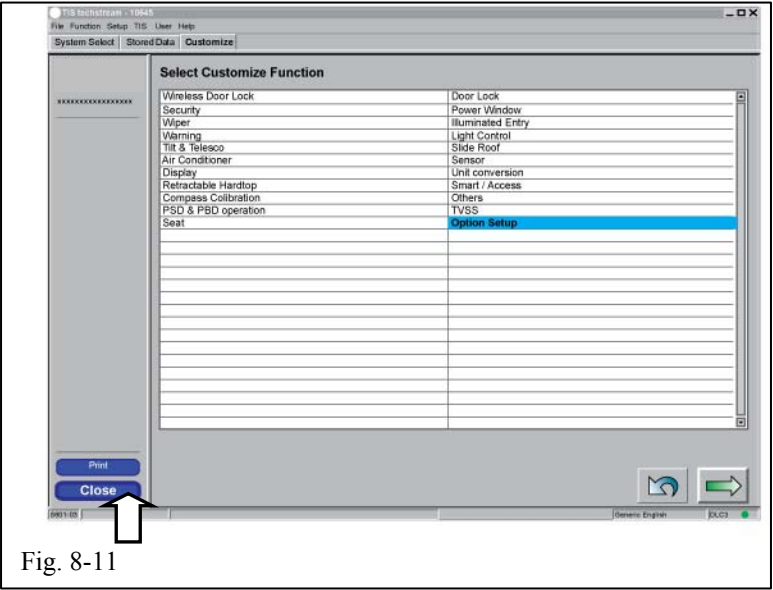 TIS techstream - 10645
File Function Setup TIS User Help
System Select Stored Data Customize
Select Customize Function
xxxxxxxxxxxxxxxxx
Wireless Door Lock Door Lock
Security Power Window
Wiper Illuminated Entry
Warning Light Control
Tilt & Telesco Slide Roof
Air Conditioner Sensor
Display Unit conversion
Retractable Hardtop Smart / Access
Compass Colibration Others
PSD & PBD operation TVSS
Seat Option Setup
Print
Close
Generic English DLC3
Fig. 8-11